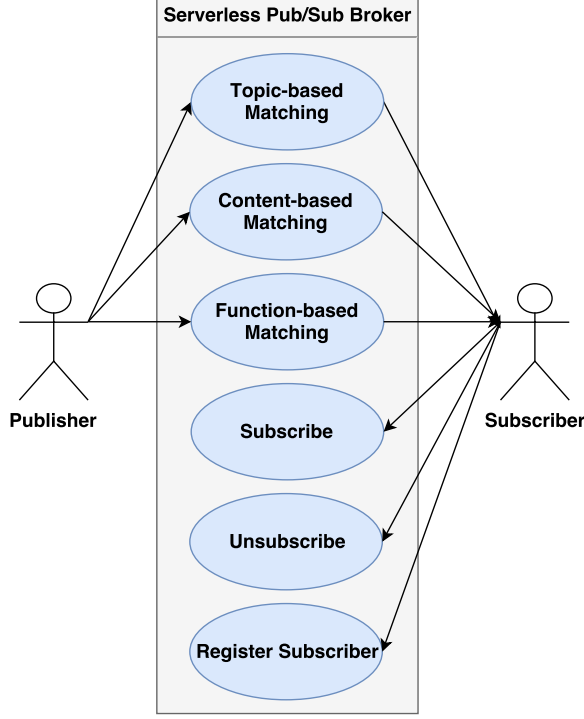 Serverless Pub/Sub Broker
Topic-based
Matching
Content-based
Matching
Function-based
Matching
Publisher
Subscriber
Subscribe
Unsubscribe
Register Subscriber